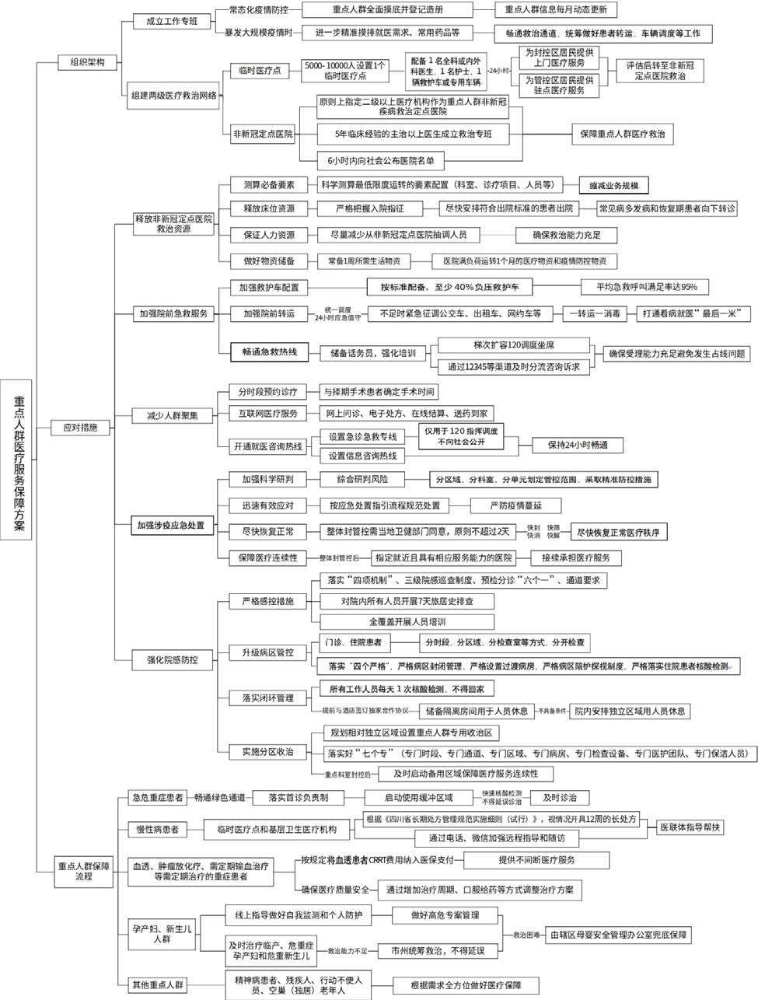 重点人群医疗服务保障方案
组织架构
成立工作专班
常态化疫情防控
重点人群全面摸底并登记造册
重点人群信息每月动态更新
暴发大规模疫情时
进一步精准摸排就医需求、常用药品等
畅通救治通道、统筹做好患者转运、车辆调度等工作
组建两级医疗救治网络
临时医疗点
5000-10000人设置1个
临时医疗点
配备1名全科或内外
科医生、1名护士、1
辆救护车或专用车辆
24小时
为封控区居民提供
上门医疗服务
为管控区居民提供
驻点医疗服务
评估后转至非新冠
定点医院救治
非新冠定点医院
原则上指定二级以上医疗机构作为重点人群非新冠
疾病救治定点医院
5年临床经验的主治以上医生成立救治专班
6小时内向社会公布医院名单
保障重点人群医疗救治
应对措施
释放非新冠定点医院
救治资源
测算必备要素
科学测算最低限度运转的要素配置（科室、诊疗项目、人员等）
缩减业务规模
释放床位资源
严格把握入院指征
尽快安排符合出院标准的患者出院
常见病多发病和恢复期患者向下转诊
保证人力资源
尽量减少从非新冠定点医院抽调人员
确保救治能力充足
做好物资储备
常备1周所需生活物资
医院满负荷运转1个月的医疗物资和疫情防控物资
加强院前急救服务
加强救护车配置
按标准配备，至少40%负压救护车
平均急救呼叫满足率达95%
加强院前转运
统一调度
24小时应急值守
不足时紧急征调公交车、出租车、网约车等
一转运一消毒
打通看病就医“最后一米”
畅通急救热线
储备话务员，强化培训
梯次扩容120调度坐席
通过12345等渠道及时分流咨询诉求
确保受理能力充足避免发生占线问题
减少人群聚集
分时段预约诊疗
与择期手术患者确定手术时间
互联网医疗服务
网上问诊、电子处方、在线结算、送药到家
开通就医咨询热线
设置急诊急救专线
仅用于120指挥调度
不向社会公开
设置信息咨询热线
保持24小时畅通
加强涉疫应急处置
加强科学研判
综合研判风险
分区域、分科室、分单元划定管控范围，采取精准防控措施
迅速有效应对
按应急处置指引流程规范处置
严防疫情蔓延
尽快恢复正常
整体封管控需当地卫健部门同意，原则不超过2天
快封 快筛
快消 快解
尽快恢复正常医疗秩序
保障医疗连续性
整体封管控后
指定就近且具有相应服务能力的医院
接续承担医疗服务
强化院感防控
严格感控措施
落实“四项机制”、三级院感巡查制度、预检分诊“六个一”、通道要求
对院内所有人员开展7天旅居史排查
全覆盖开展人员培训
升级病区管控
门诊、住院患者
分时段、分区域、分检查室等方式，分开检查
落实“四个严格”，严格病区封闭管理，严格设置过渡病房，严格病区陪护探视制度，严格落实住院患者核酸检测
落实闭环管理
所有工作人员每天1次核酸检测，不得回家
提前与酒店签订独家合作协议
储备隔离房间用于人员休息
不具备条件
院内安排独立区域用人员休息
实施分区收治
规划相对独立区域设置重点人群专用收治区
落实好“七个专”（专门时段、专门通道、专门区域、专门病房、专门检查设备、专门医护团队、专门保洁人员）
重点科室封控后
及时启动备用区域保障医疗服务连续性
重点人群保障
流程
急危重症患者
畅通绿色通道
落实首诊负责制
启动使用缓冲区域
快速核酸检测
不得延误诊治
及时诊治
慢性病患者
临时医疗点和基层卫生医疗机构
根据《四川省长期处方管理规范实施细则（试行）》，视情况开具12周的长处方
通过电话、微信加强远程指导和随访
医联体指导帮扶
血透、肿瘤放化疗、需定期输血治疗
等需定期治疗的重症患者
按规定将血透患者CRRT费用纳入医保支付
提供不间断医疗服务
确保医疗质量安全
通过增加治疗周期、口服给药等方式调整治疗方案
孕产妇、新生儿
人群
线上指导做好自我监测和个人防护
做好高危专案管理
及时治疗临产、危重症
孕产妇和危重新生儿
救治能力不足
市州统筹救治，不得延误
救治困难
由辖区母婴安全管理办公室兜底保障
其他重点人群
精神病患者、残疾人、行动不便人
员、空巢（独居）老年人
根据需求全方位做好医疗保障